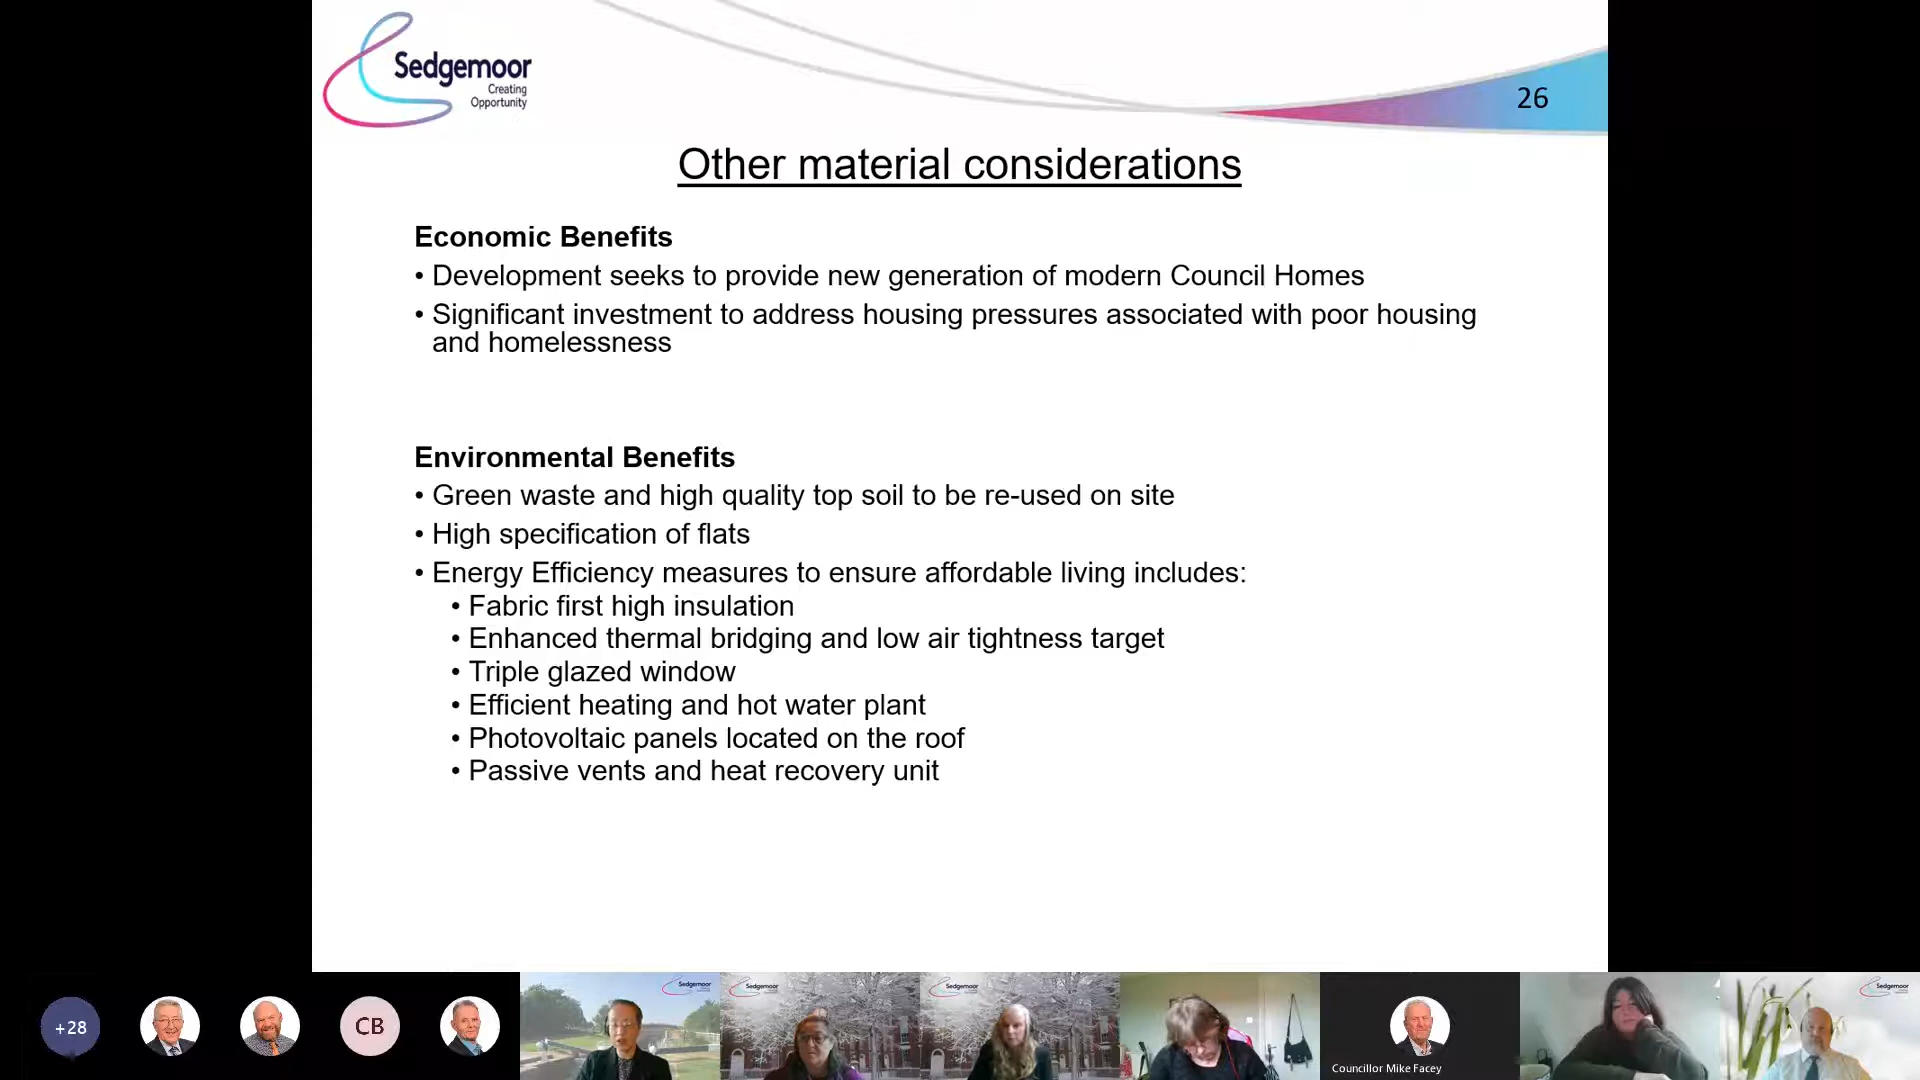 Sedgemoor
Creating
Opportunity
26
Other material considerations
Economic Benefits
• Development seeks to provide new generation of modern Council Homes
• Significant investment to address housing pressures associated with poor housing
and homelessness
Environmental Benefits
• Green waste and high quality top soil to be re-used on site
• High specification of flats
• Energy Efficiency measures to ensure affordable living includes:
• Fabric first high insulation
• Enhanced thermal bridging and low air tightness target
• Triple glazed window
• Efficient heating and hot water plant
• Photovoltaic panels located on the roof
• Passive vents and heat recovery unit
+28
CB
Sedgemoor
Sedgemoor
Sedgemoor
Councillor Mike Facey
Sedgemoor